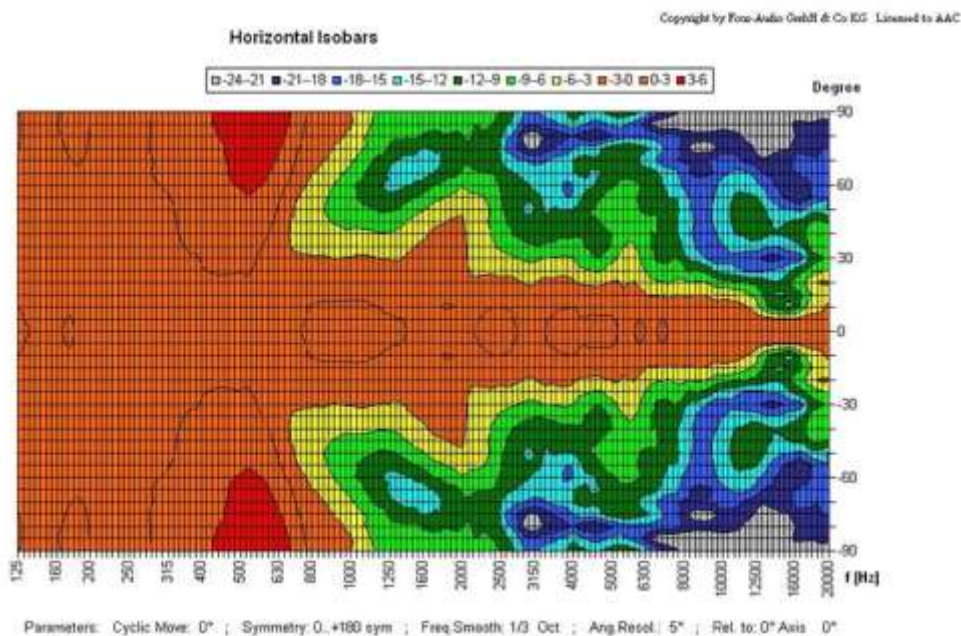 Copyright by Four-Audio GmbH & Co KG Licensed to AAC
Horizontal Isobars
-24--21 -21--18 -18--15 -15--12 -12--9 -9--6 -6--3 -3-0 0-3 3-6
Degree
90
60
30
0
-30
-60
-90
125 160 200 250 315 400 500 630 800 1000 1250 1600 2000 2500 3150 4000 5000 6300 8000 10000 12500 16000 20000 f [Hz]
Parameters: Cyclic Move: 0° ; Symmetry: 0..+180 sym ; Freq.Smooth: 1/3 Oct ; Ang.Resol.: 5° ; Rel. to: 0° Axis 0°